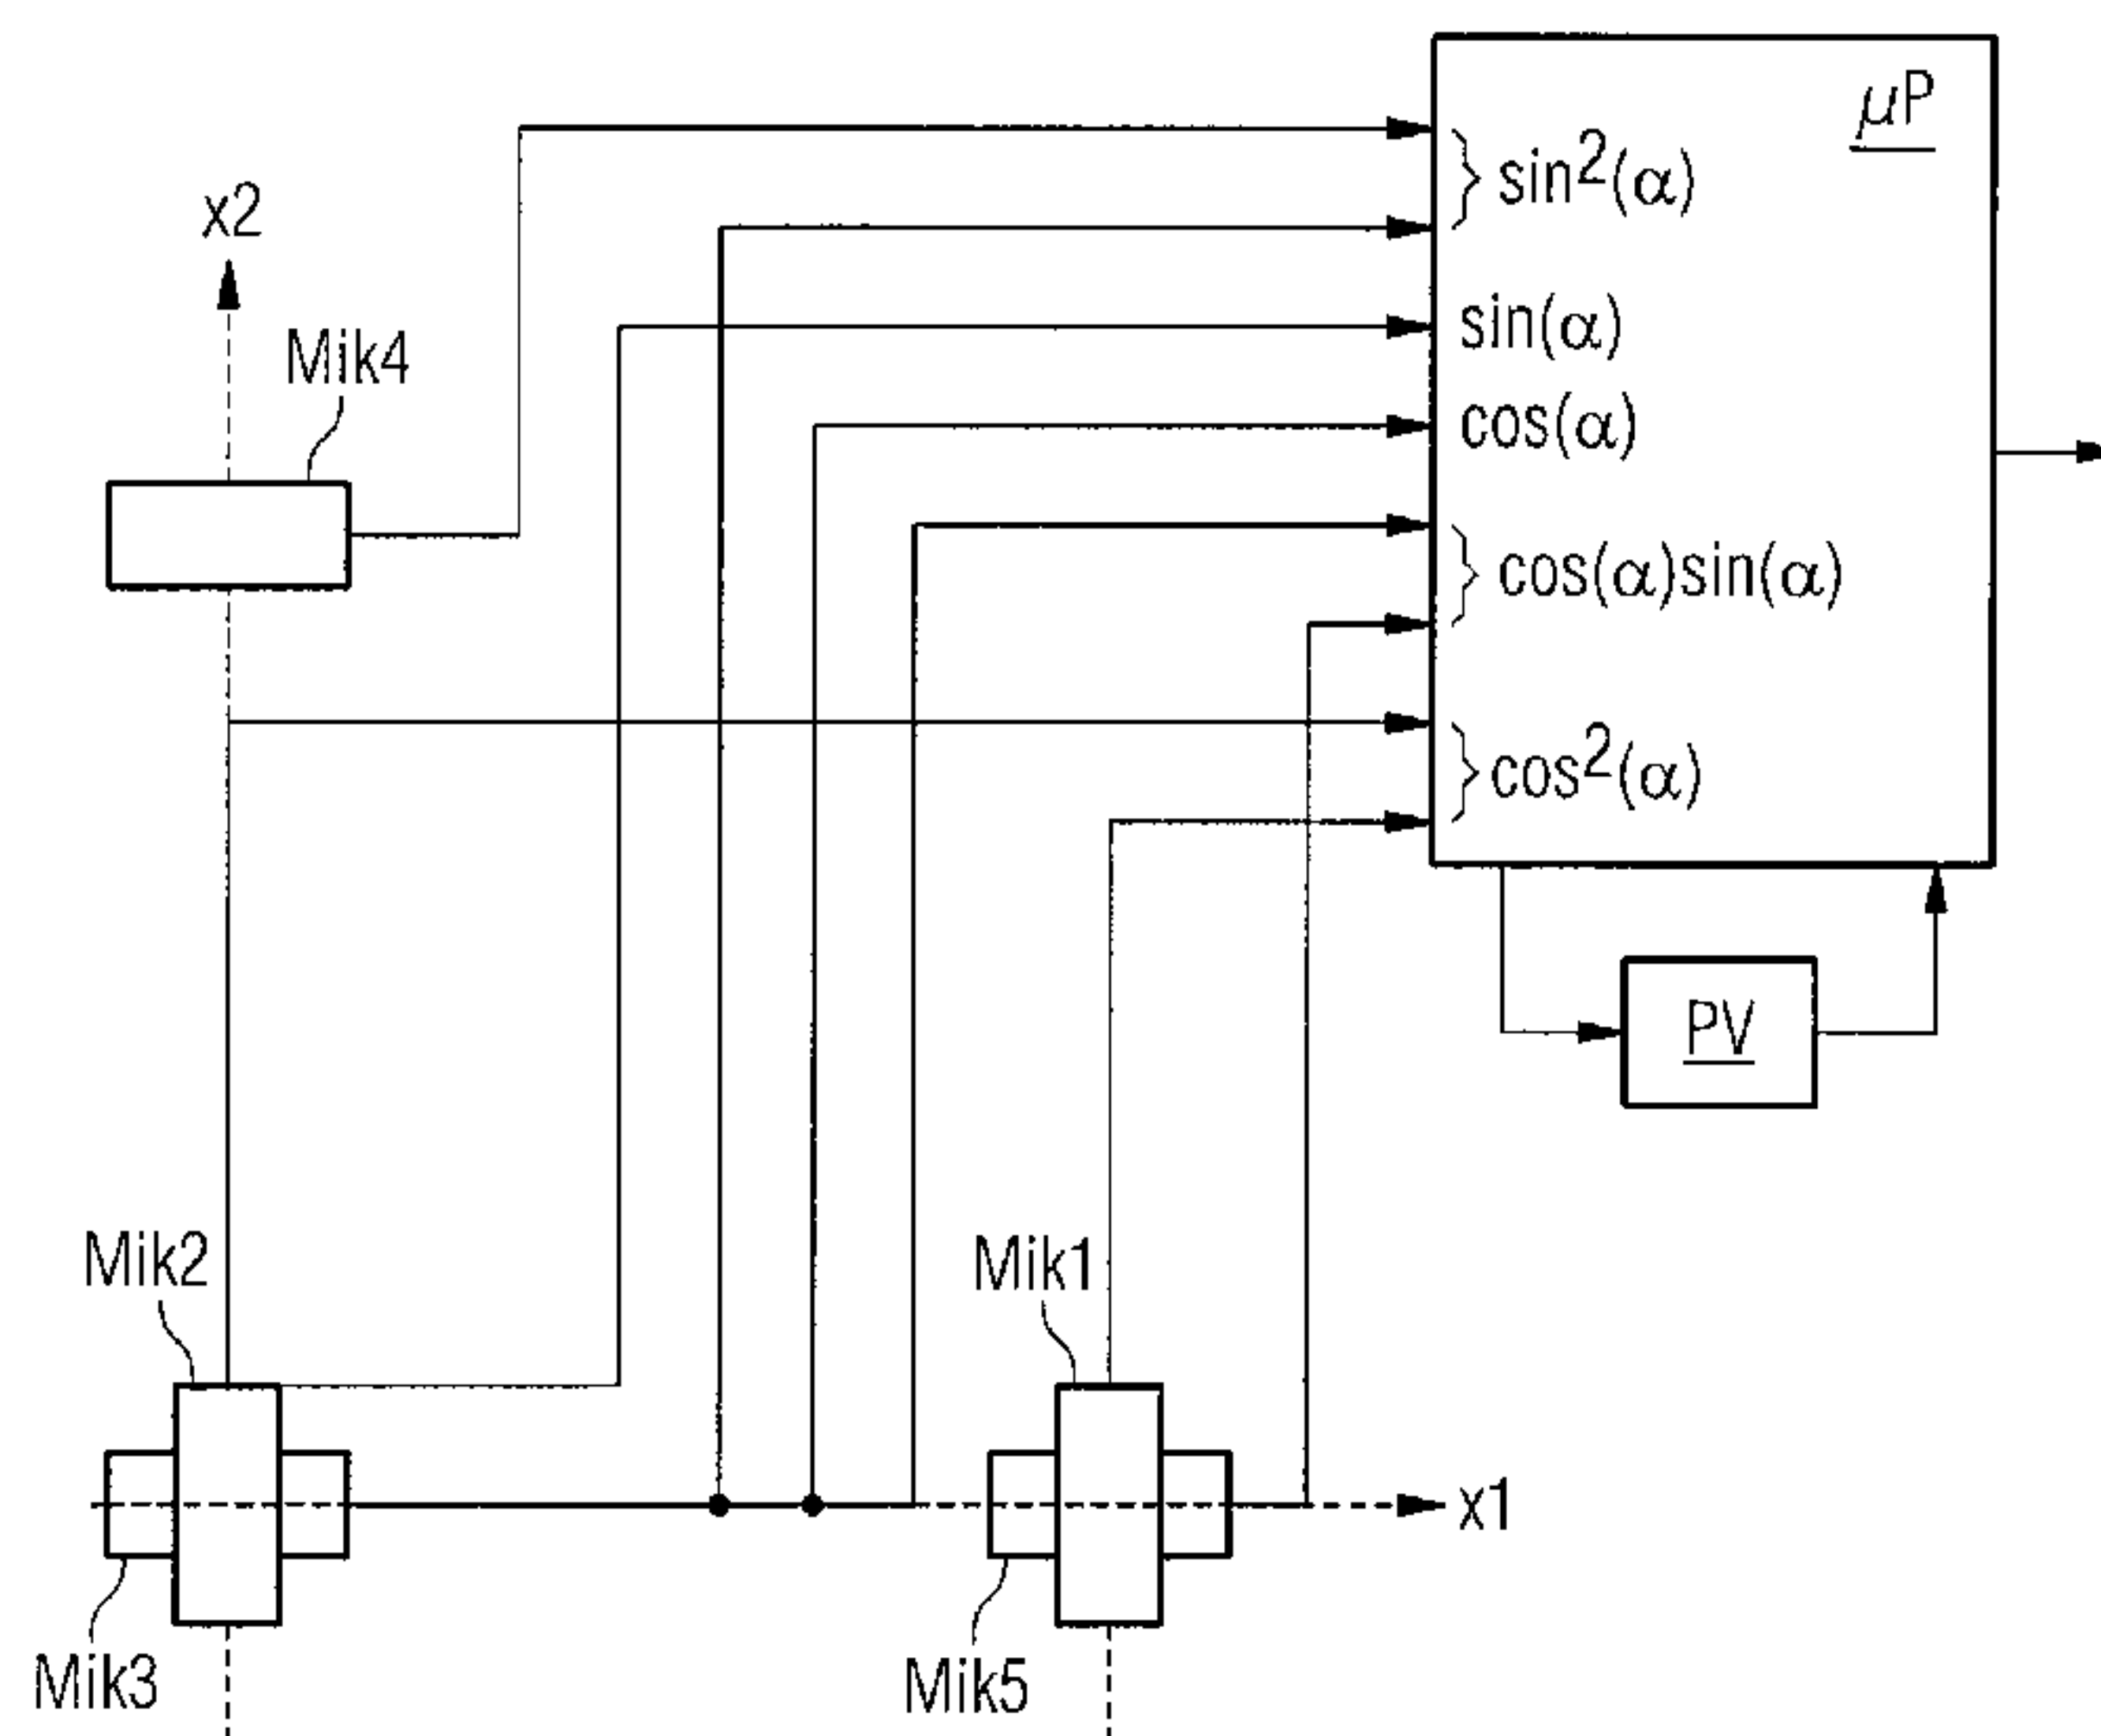 μP
sin²(α)
x2
sin(α)
Mik4
cos(α)
cos(α)sin(α)
cos²(α)
PV
Mik2
Mik1
x1
Mik3
Mik5